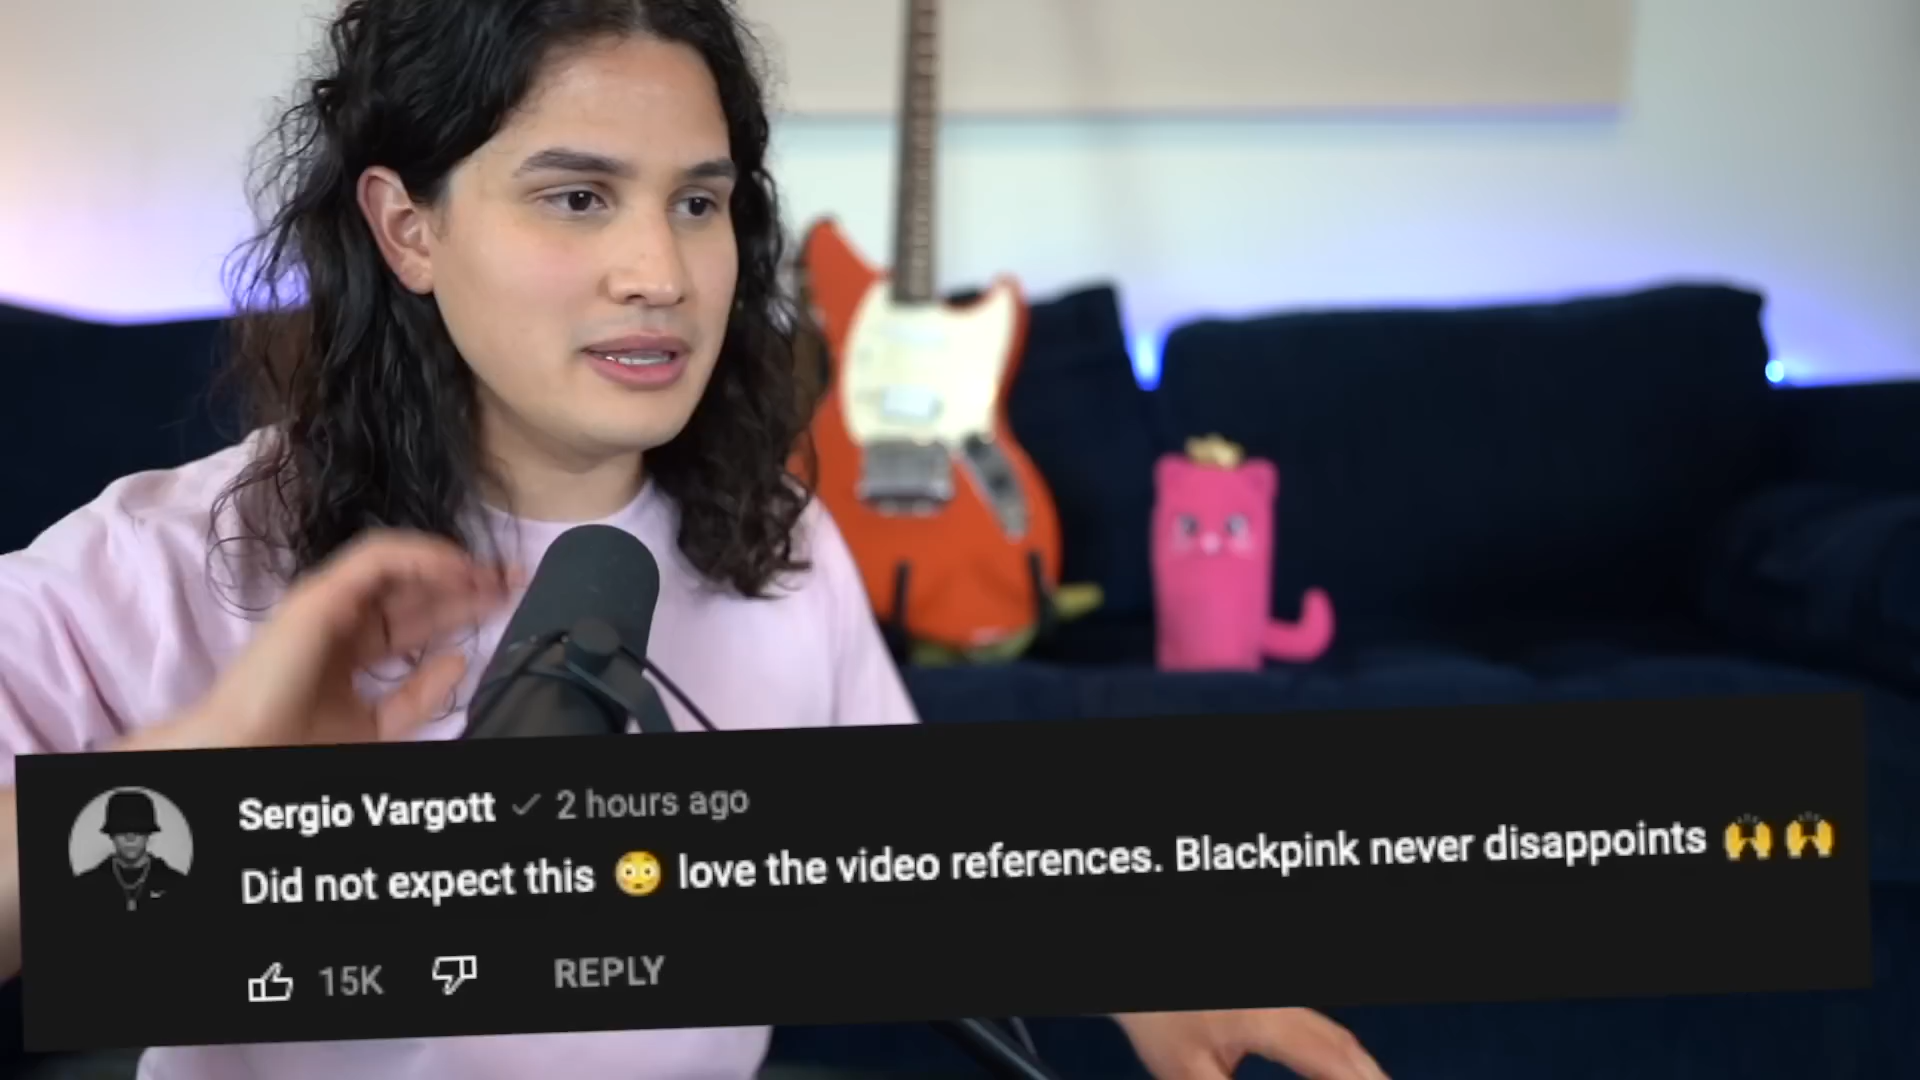 Sergio Vargott ✓ 2 hours ago
Did not expect this 😳 love the video references. Blackpink never disappoints 🙌 🙌
15K REPLY